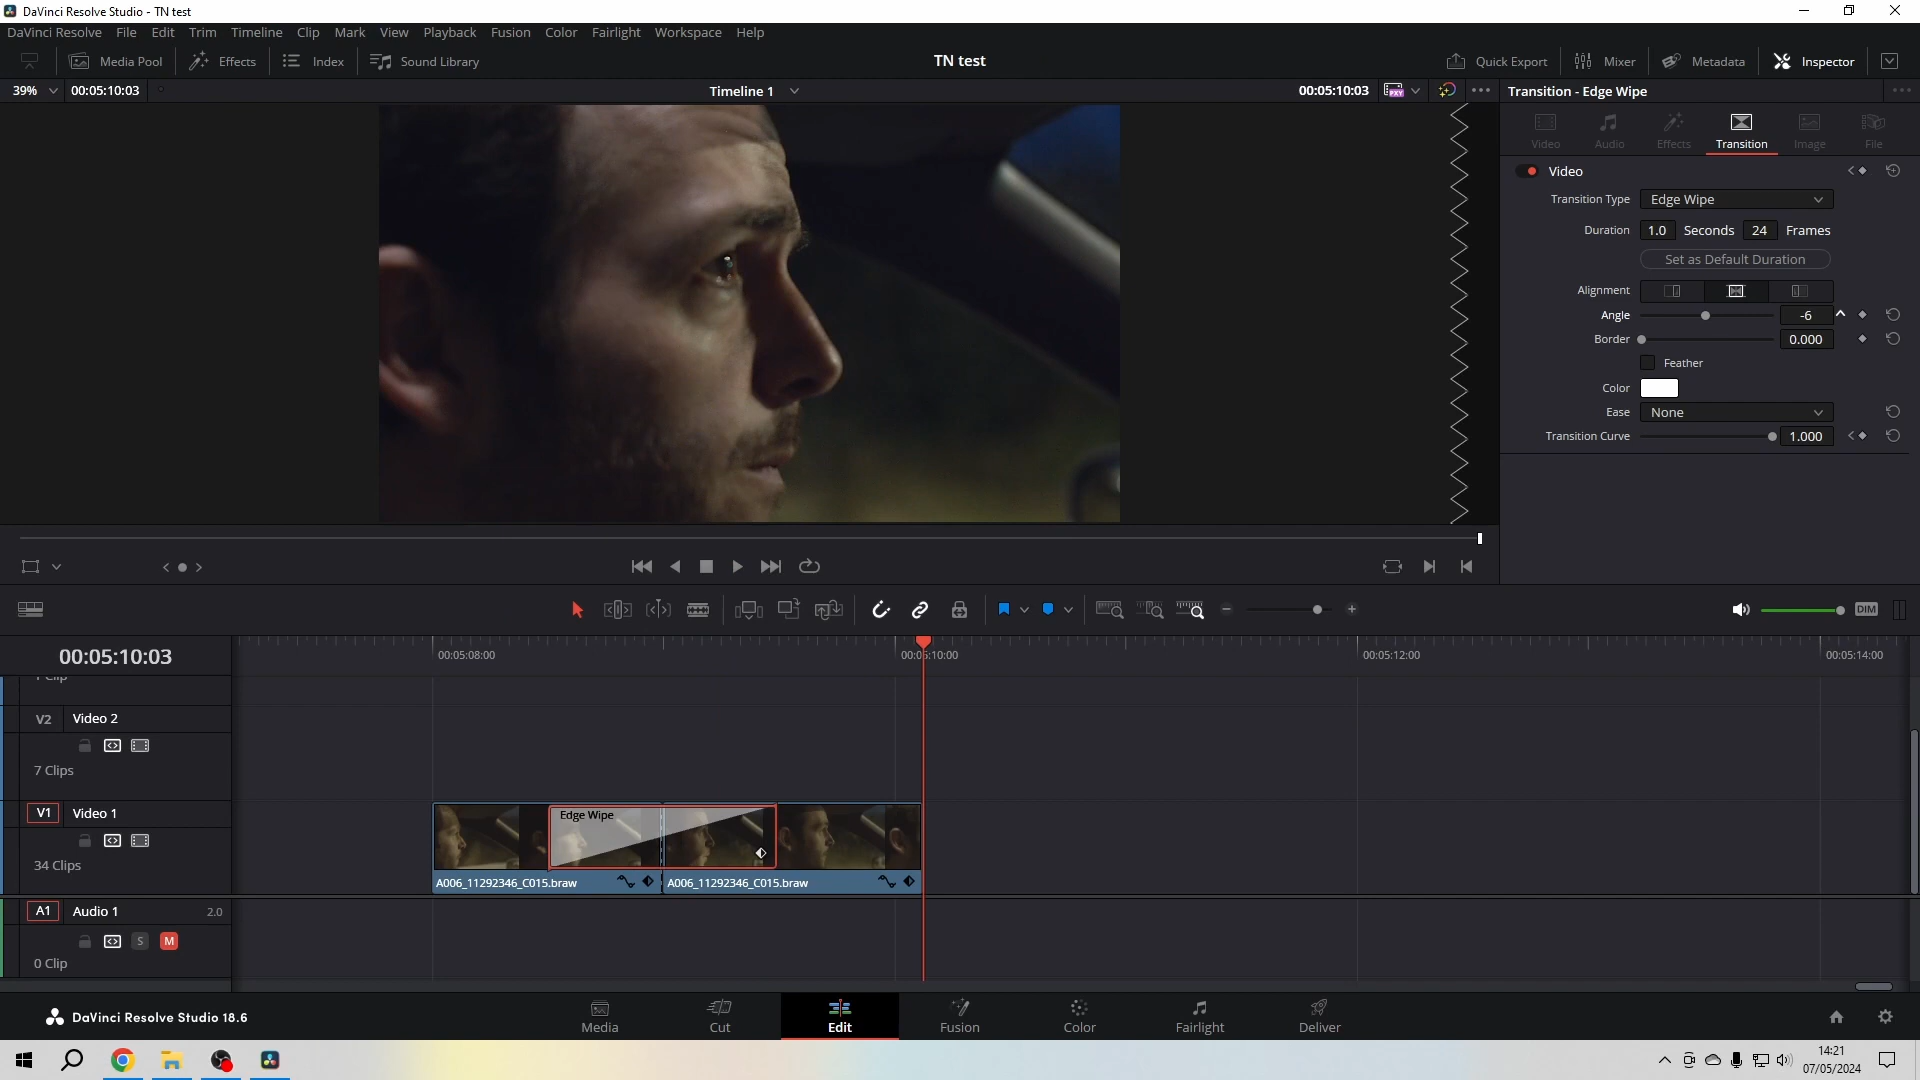 DaVinci Resolve Studio - TN test
DaVinci Resolve File Edit Trim Timeline Clip Mark View Playback Fusion Color Fairlight Workspace Help
Media Pool Effects Index Sound Library TN test Quick Export Mixer Metadata Inspector
39% 00:05:10:03 Timeline 1 00:05:10:03 PXY Transition - Edge Wipe
Video Audio Effects Transition Image File
Video
Transition Type Edge Wipe
Duration 1.0 Seconds 24 Frames
Set as Default Duration
Alignment
Angle -6
Border 0.000
Feather
Color
Ease None
Transition Curve 1.000
DIM
00:05:10:03 00:05:08:00 00:05:10:00 00:05:12:00 00:05:14:00
1 Clip
V2 Video 2
7 Clips
V1 Video 1
Edge Wipe
34 Clips
A006_11292346_C015.braw A006_11292346_C015.braw
A1 Audio 1 2.0
S M
0 Clip
DaVinci Resolve Studio 18.6
Media Cut Edit Fusion Color Fairlight Deliver
14:21
07/05/2024